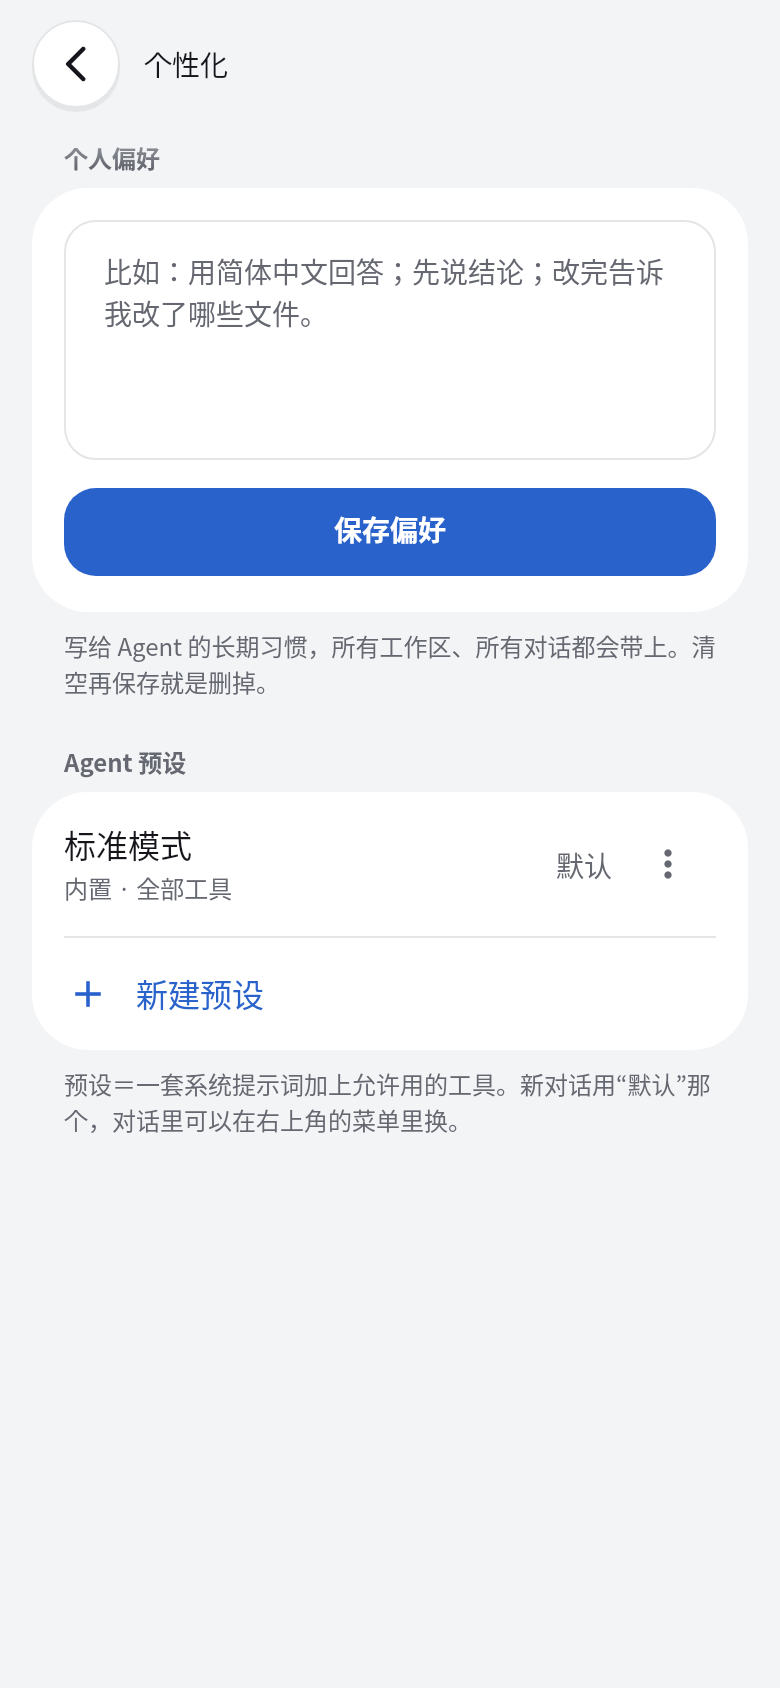 个性化
个人偏好
比如：用简体中文回答；先说结论；改完告诉
我改了哪些文件。
保存偏好
写给 Agent 的长期习惯，所有工作区、所有对话都会带上。清
空再保存就是删掉。
Agent 预设
标准模式
默认
内置 · 全部工具
新建预设
预设＝一套系统提示词加上允许用的工具。新对话用“默认”那
个，对话里可以在右上角的菜单里换。